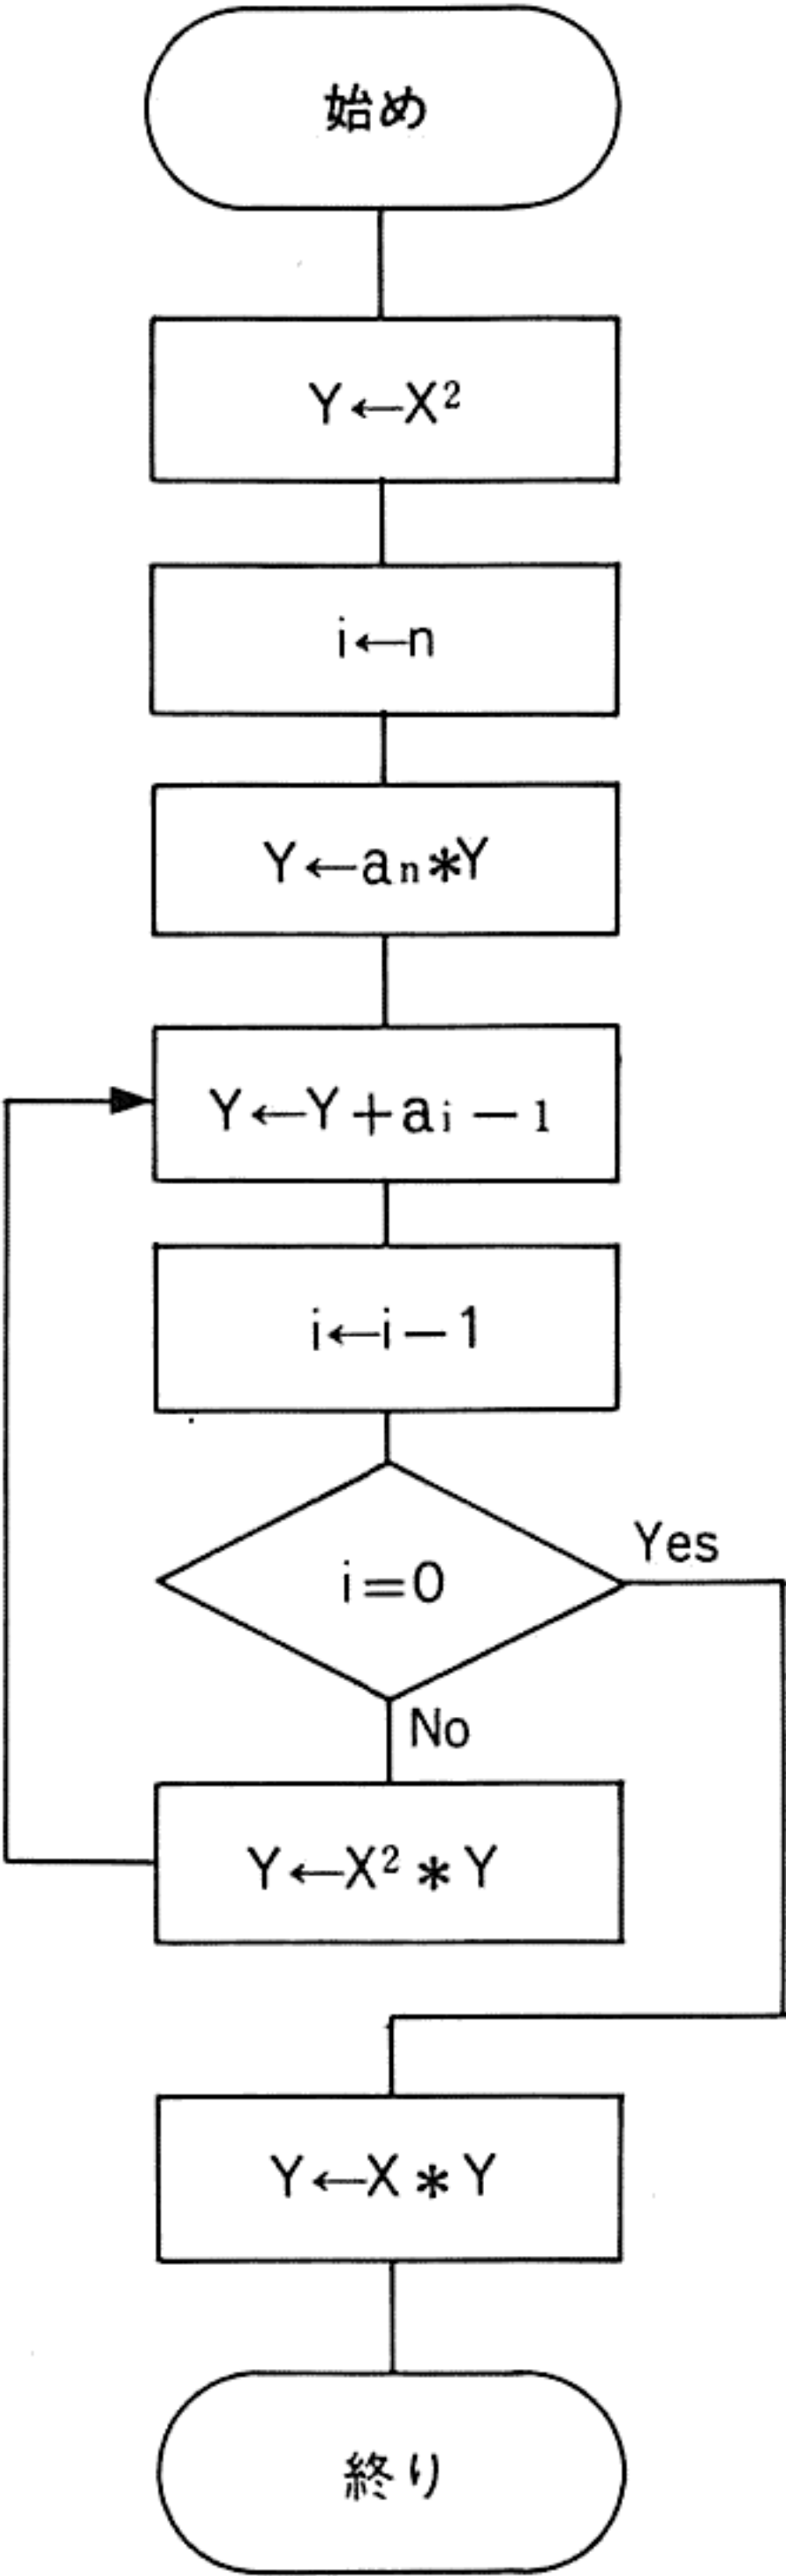 始め
Y←X²
i←n
Y←aₙ*Y
Y←Y+aᵢ₋₁
i←i−1
i=0
Yes
No
Y←X²*Y
Y←X*Y
終り